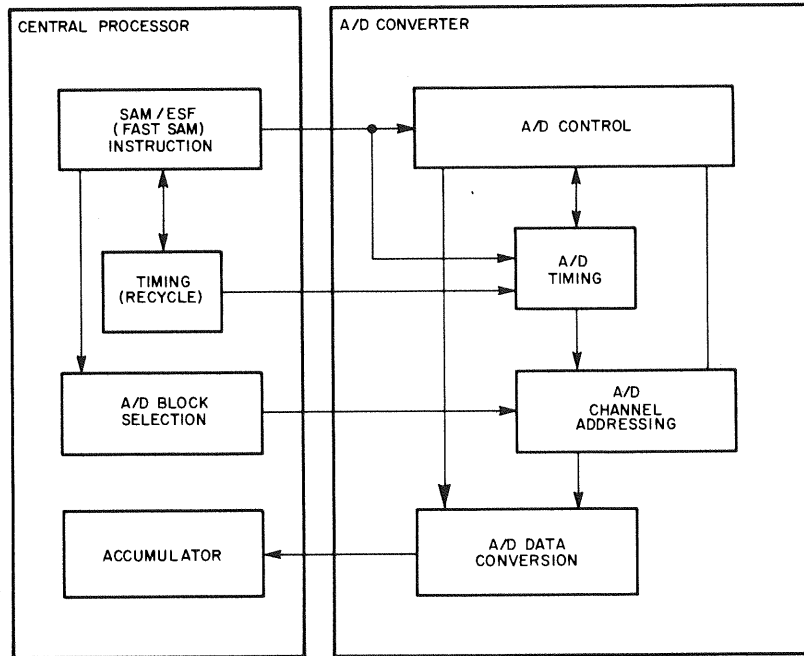 CENTRAL PROCESSOR
A/D CONVERTER
SAM/ESF
(FAST SAM)
INSTRUCTION
A/D CONTROL
TIMING
(RECYCLE)
A/D
TIMING
A/D BLOCK
SELECTION
A/D
CHANNEL
ADDRESSING
ACCUMULATOR
A/D DATA
CONVERSION